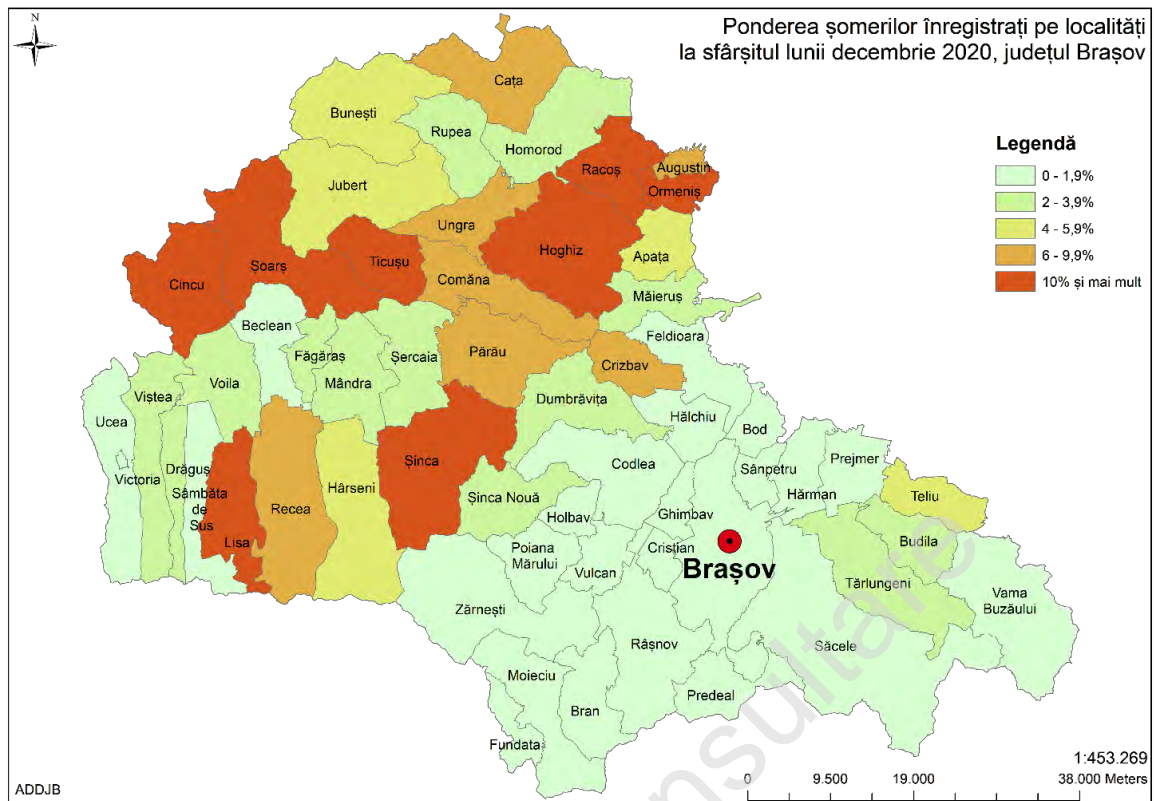 Ponderea șomerilor înregistrați pe localități
la sfârșitul lunii decembrie 2020, județul Brașov
N
Legendă
0 - 1,9%
2 - 3,9%
4 - 5,9%
6 - 9,9%
10% și mai mult
Cața
Bunești
Rupea
Homorod
Racoș
Augustin
Ormeniș
Jubert
Ungra
Hoghiz
Apața
Ticușu
Șoarș
Cincu
Comăna
Măieruș
Beclean
Feldioara
Făgăraș
Șercaia
Părău
Crizbav
Voila
Mândra
Viștea
Dumbrăvița
Ucea
Hălchiu
Bod
Șinca
Codlea
Sânpetru
Prejmer
Drăguș
Victoria
Sâmbăta
de
Sus
Hârseni
Șinca Nouă
Hărman
Teliu
Recea
Holbav
Ghimbav
Lisa
Poiana
Mărului
Cristian
Budila
Brașov
Vulcan
Tărlungeni
Vama
Buzăului
Zărnești
Râșnov
Săcele
Moieciu
Predeal
Bran
Fundata
nsultare
1:453.269
0 9.500 19.000 38.000 Meters
ADDJB